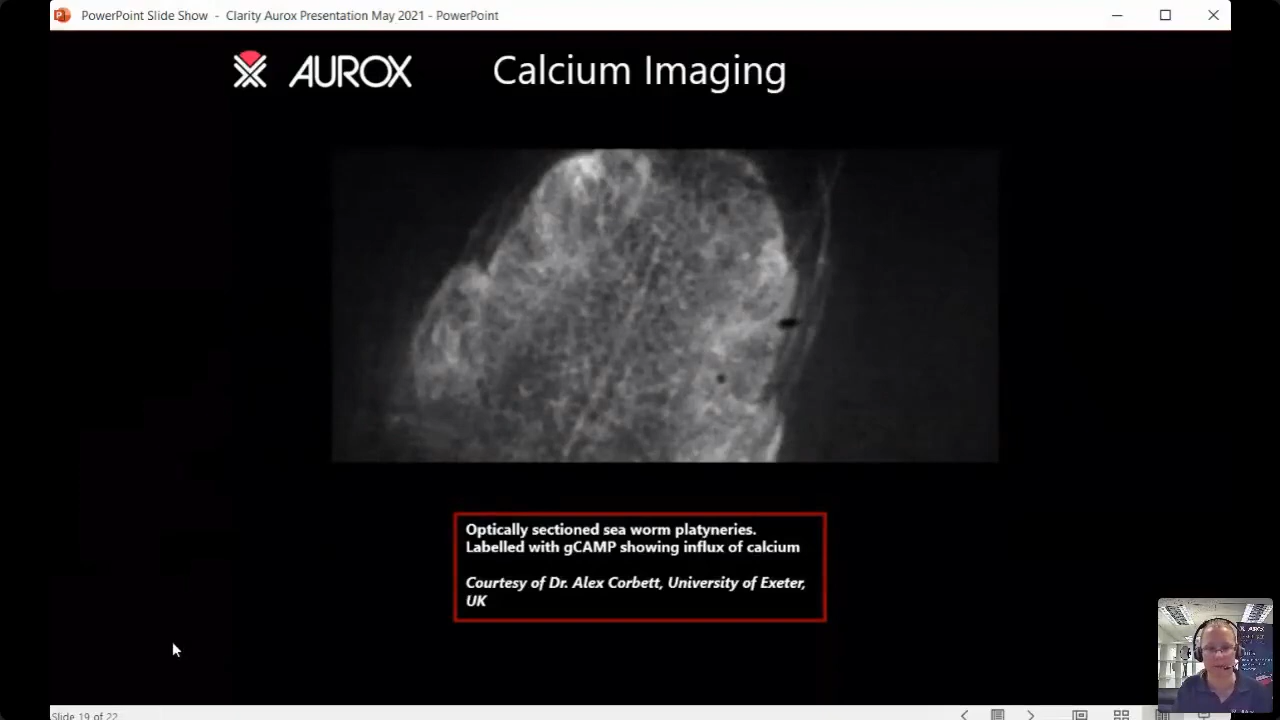 PowerPoint Slide Show - Clarity Aurox Presentation May 2021 - PowerPoint
AUROX
Calcium Imaging
Optically sectioned sea worm platyneries.
Labelled with gCAMP showing influx of calcium
Courtesy of Dr. Alex Corbett, University of Exeter,
UK
Slide 19 of 22